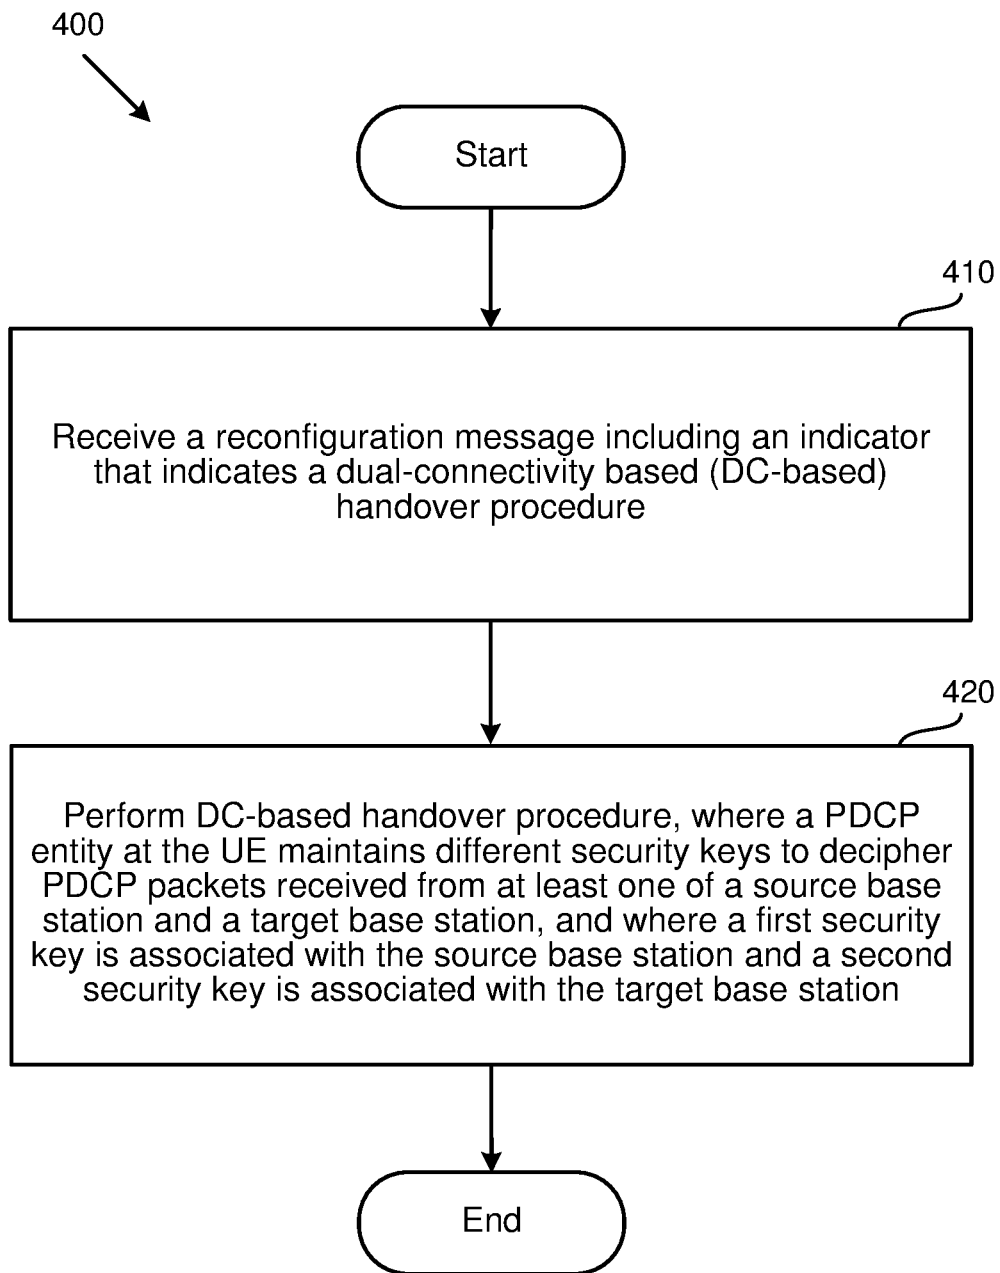 400
Start
410
Receive a reconfiguration message including an indicator
that indicates a dual-connectivity based (DC-based)
handover procedure
420
Perform DC-based handover procedure, where a PDCP
entity at the UE maintains different security keys to decipher
PDCP packets received from at least one of a source base
station and a target base station, and where a first security
key is associated with the source base station and a second
security key is associated with the target base station
End